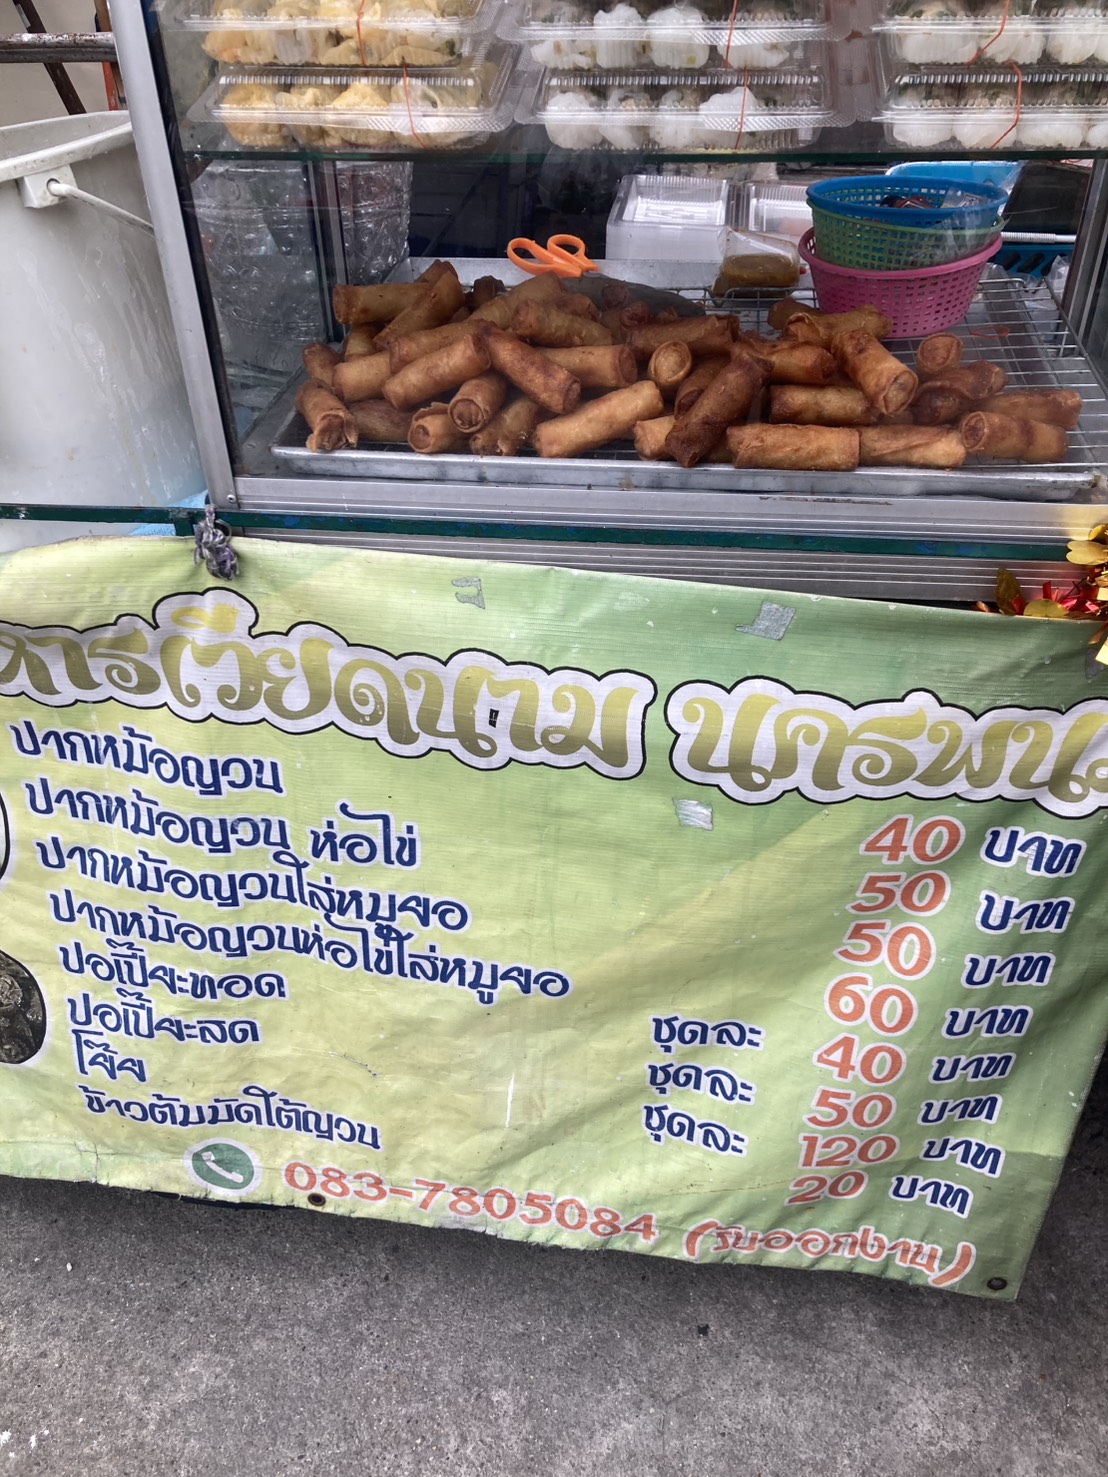 หารเวียดนาม นครพน
ปากหม้อญวน 40 บาท
ปากหม้อญวน ห่อไข่ 50 บาท
ปากหม้อญวนใส่หมูยอ 50 บาท
ปากหม้อญวนห่อไข่ใส่หมูยอ 60 บาท
ปอเปี๊ยะทอด ชุดละ 40 บาท
ปอเปี๊ยะสด ชุดละ 50 บาท
โย๊ย ชุดละ 120 บาท
ข้าวต้มมัดใต้ญวน 20 บาท
083-7805084 (รับออกงาน)